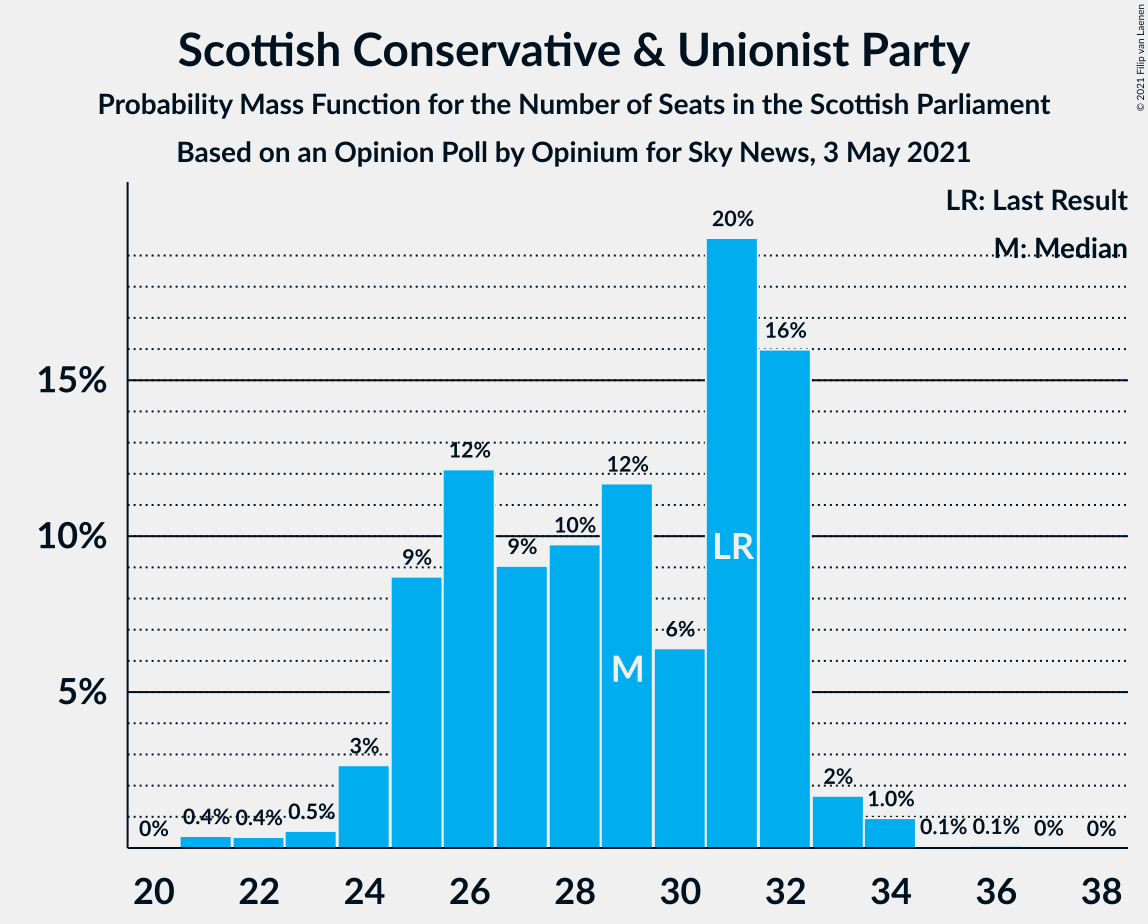 Scottish Conservative & Unionist Party
Probability Mass Function for the Number of Seats in the Scottish Parliament
Based on an Opinion Poll by Opinium for Sky News, 3 May 2021
© 2021 Filip van Laenen
LR: Last Result
M: Median
20%
16%
15%
12%
12%
10%
10%
9%
9%
LR
6%
M
5%
3%
2%
1.0%
0% 0.4% 0.4% 0.5% 0.1% 0.1% 0% 0%
20 22 24 26 28 30 32 34 36 38